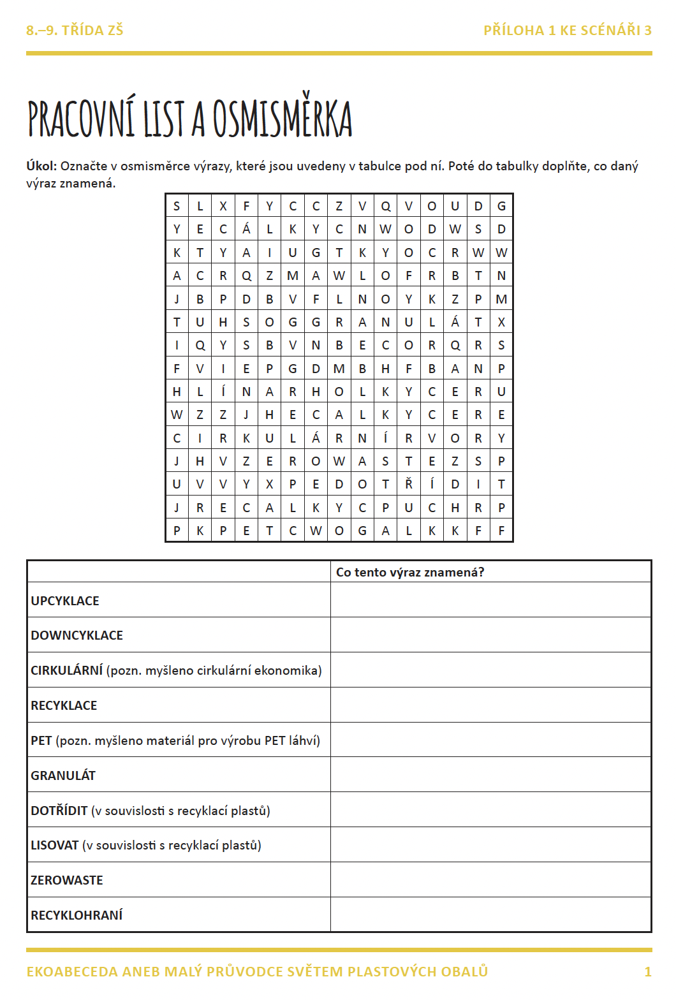 8.–9. TŘÍDA ZŠ PŘÍLOHA 1 KE SCÉNÁŘI 3
PRACOVNÍ LIST A OSMISMĚRKA
Úkol: Označte v osmisměrce výrazy, které jsou uvedeny v tabulce pod ní. Poté do tabulky doplňte, co daný
výraz znamená.
S L X F Y C C Z V Q V O U D G
Y E C Á L K Y C N W O D W S D
K T Y A I U G T K Y O C R W W
A C R Q Z M A W L O F R B T N
J B P D B V F L N O Y K Z P M
T U H S O G G R A N U L Á T X
I Q Y S B V N B E C O R Q R S
F V I E P G D M B H F B A N P
H L Í N A R H O L K Y C E R U
W Z Z J H E C A L K Y C E R E
C I R K U L Á R N Í R V O R Y
J H V Z E R O W A S T E Z S P
U V V Y X P E D O T Ř Í D I T
J R E C A L K Y C P U C H R P
P K P E T C W O G A L K K F F
Co tento výraz znamená?
UPCYKLACE
DOWNCYKLACE
CIRKULÁRNÍ (pozn. myšleno cirkulární ekonomika)
RECYKLACE
PET (pozn. myšleno materiál pro výrobu PET láhví)
GRANULÁT
DOTŘÍDIT (v souvislosti s recyklací plastů)
LISOVAT (v souvislosti s recyklací plastů)
ZEROWASTE
RECYKLOHRANÍ
EKOABECEDA ANEB MALÝ PRŮVODCE SVĚTEM PLASTOVÝCH OBALŮ 1